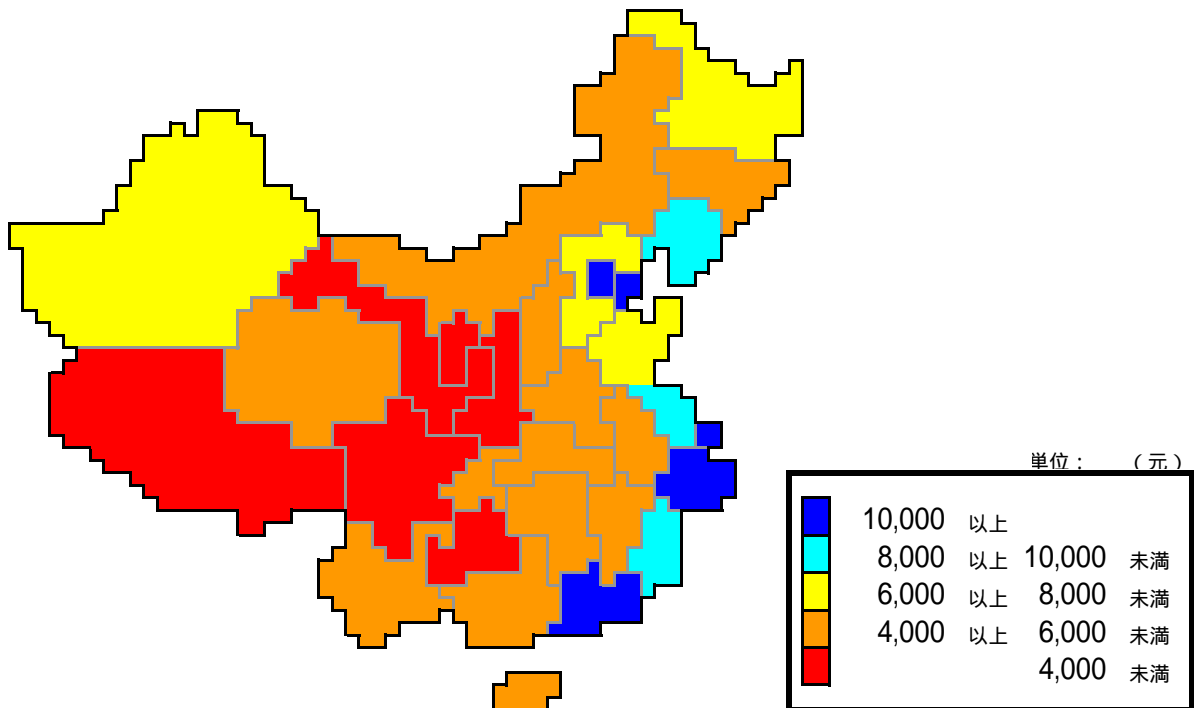 単位： （元）
10,000 以上
8,000 以上 10,000 未満
6,000 以上 8,000 未満
4,000 以上 6,000 未満
4,000 未満